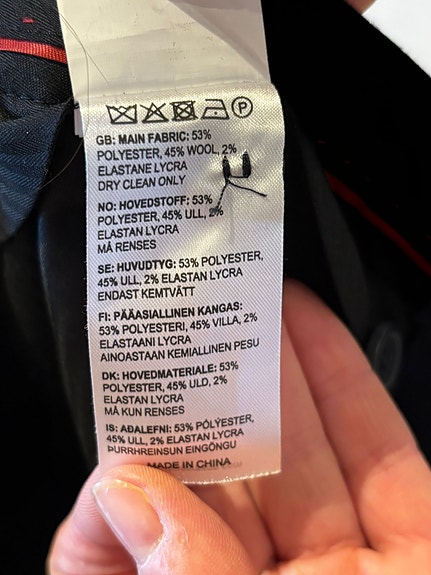 P
GB: MAIN FABRIC: 53%
POLYESTER, 45% WOOL, 2%
ELASTANE LYCRA
DRY CLEAN ONLY
NO: HOVEDSTOFF: 53%
POLYESTER, 45% ULL, 2%
ELASTAN LYCRA
MÅ RENSES
SE: HUVUDTYG: 53% POLYESTER,
45% ULL, 2% ELASTAN LYCRA
ENDAST KEMTVÄTT
FI: PÄÄASIALLINEN KANGAS:
53% POLYESTERI, 45% VILLA, 2%
ELASTAANI LYCRA
AINOASTAAN KEMIALLINEN PESU
DK: HOVEDMATERIALE: 53%
POLYESTER, 45% ULD, 2%
ELASTAN LYCRA
MÅ KUN RENSES
IS: AÐALEFNI: 53% PÓLÝESTER,
45% ULL, 2% ELASTAN LYCRA
ÞURRHREINSUN EINGÖNGU
MADE IN CHINA